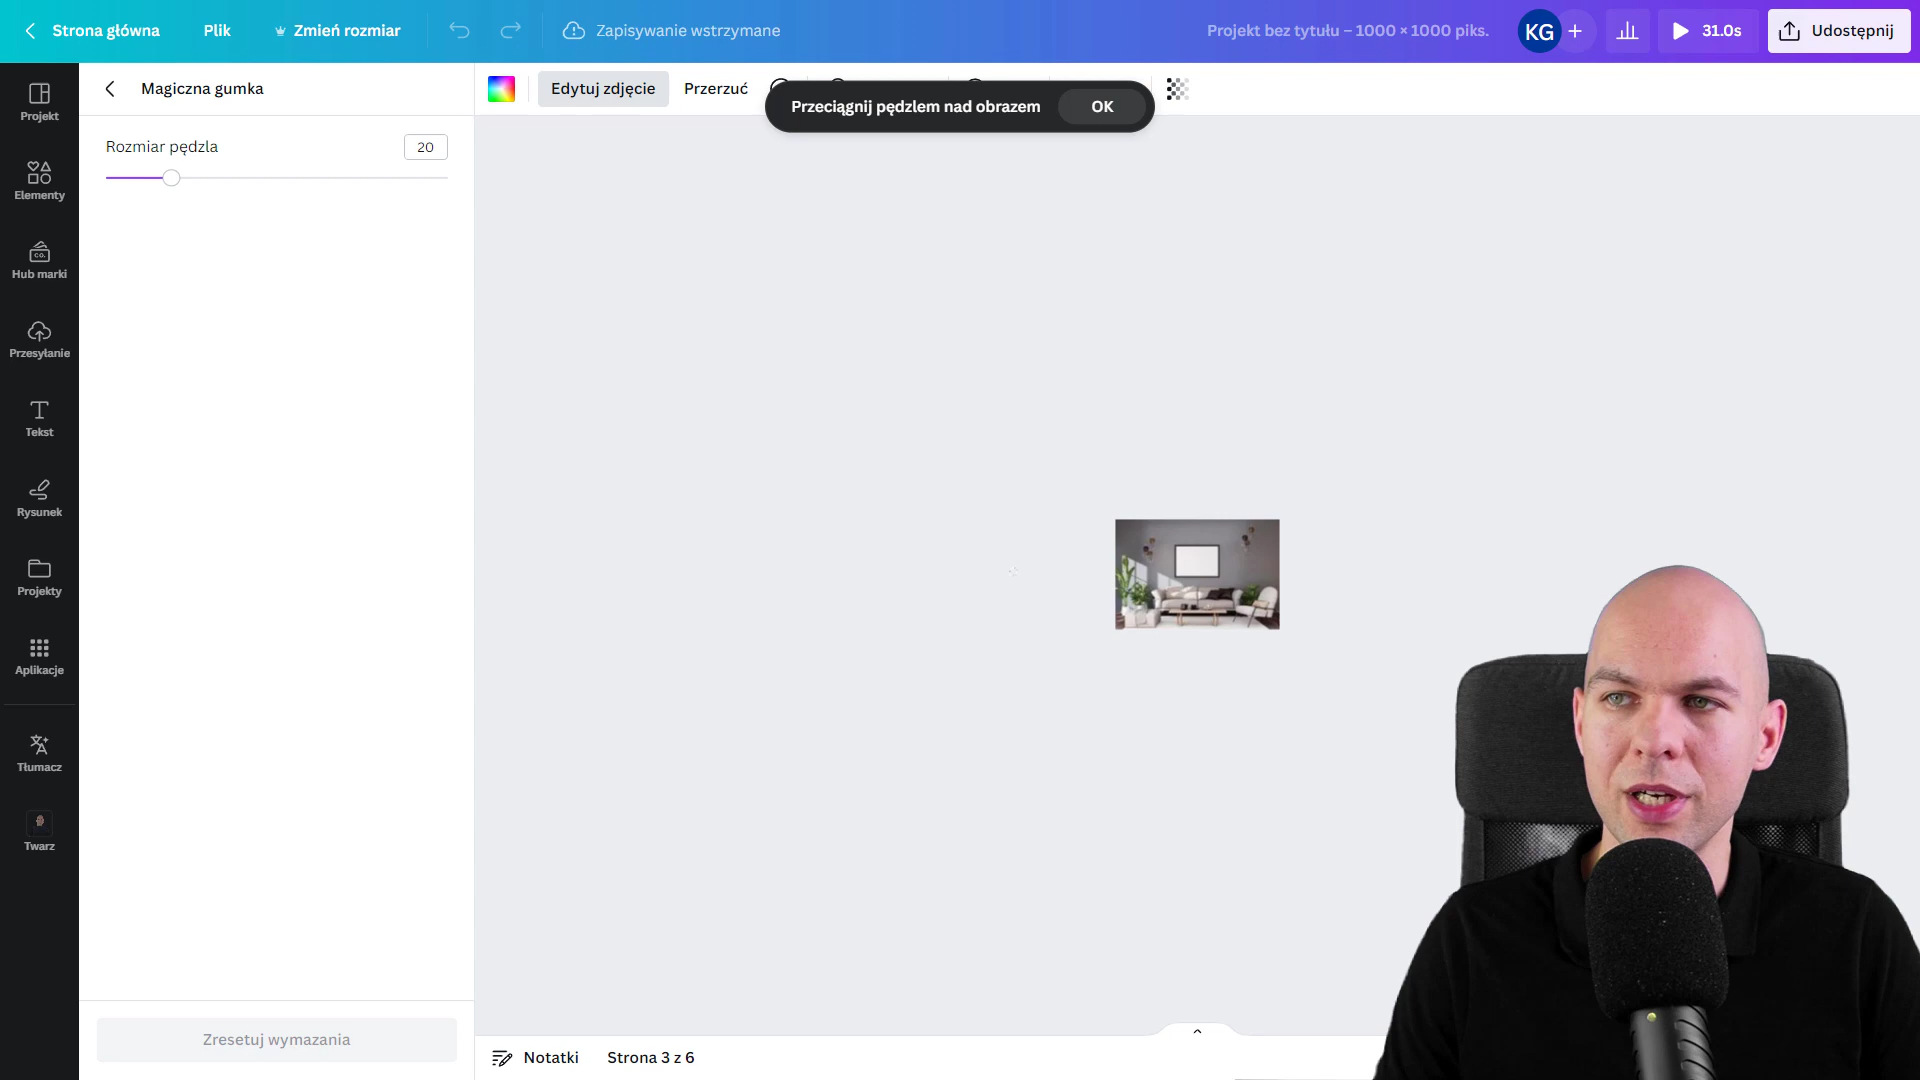 Strona główna
Plik
Zmień rozmiar
Zapisywanie wstrzymane
Projekt bez tytułu – 1000 × 1000 piks.
KG
31.0s
Udostępnij
Projekt
Elementy
CO.
Hub marki
Przesyłanie
Tekst
Rysunek
Projekty
Aplikacje
Tłumacz
Twarz
Magiczna gumka
Rozmiar pędzla
20
Zresetuj wymazania
Edytuj zdjęcie
Przerzuć
Przeciągnij pędzlem nad obrazem
OK
Notatki
Strona 3 z 6